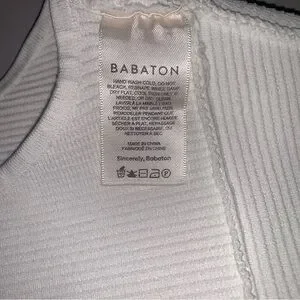 BABATON
HAND WASH COLD, DO NOT
BLEACH, RESHAPE WHILE DAMP
DRY FLAT, COOL IRON IF
NEEDED, OR DRY CLEAN
LAVER À LA MAIN À L'EAU
FROIDE, NE PAS BLANCHIR
REMODELER PENDANT QUE
L'ARTICLE EST ENCORE HUMIDE
SÉCHER À PLAT, REPASSAGE
DOUX SI NÉCESSAIRE, OU
NETTOYER À SEC
MADE IN CHINA
FABRIQUÉ EN CHINE
Sincerely, Babaton